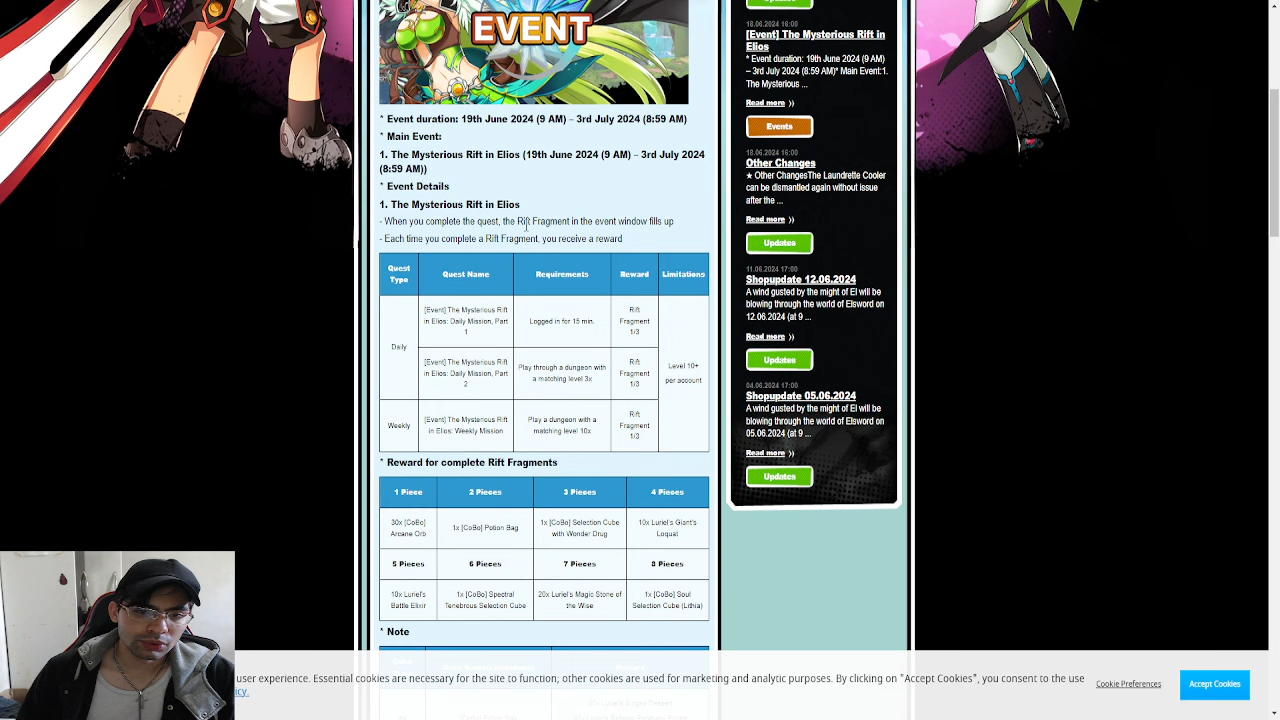 EVENT
* Event duration: 19th June 2024 (9 AM) – 3rd July 2024 (8:59 AM)
* Main Event:
1. The Mysterious Rift in Elios (19th June 2024 (9 AM) – 3rd July 2024
(8:59 AM))
* Event Details
1. The Mysterious Rift in Elios
- When you complete the quest, the Rift Fragment in the event window fills up
- Each time you complete a Rift Fragment, you receive a reward
Quest
Type
Quest Name
Requirements
Reward
Limitations
Daily
[Event] The Mysterious Rift
in Elios: Daily Mission, Part
1
Logged in for 15 min.
Rift
Fragment
1/3
[Event] The Mysterious Rift
in Elios: Daily Mission, Part
2
Play through a dungeon with
a matching level 3x
Rift
Fragment
1/3
Level 10+
per account
Weekly
[Event] The Mysterious Rift
in Elios: Weekly Mission
Play a dungeon with a
matching level 10x
Rift
Fragment
1/3
* Reward for complete Rift Fragments
1 Piece
2 Pieces
3 Pieces
4 Pieces
30x [CoBo]
Arcane Orb
1x [CoBo] Potion Bag
1x [CoBo] Selection Cube
with Wonder Drug
10x Luriel's Giant's
Loquat
5 Pieces
6 Pieces
7 Pieces
8 Pieces
10x Luriel's
Battle Elixir
1x [CoBo] Spectral
Tenebrous Selection Cube
20x Luriel's Magic Stone of
the Wise
1x [CoBo] Soul
Selection Cube (Lithia)
* Note
18.06.2024 16:00
[Event] The Mysterious Rift in
Elios
* Event duration: 19th June 2024 (9 AM)
– 3rd July 2024 (8:59 AM)* Main Event:1.
The Mysterious ...
Read more ⟩⟩
Events
18.06.2024 16:00
Other Changes
★ Other ChangesThe Laundrette Cooler
can be dismantled again without issue
after the ...
Read more ⟩⟩
Updates
11.06.2024 17:00
Shopupdate 12.06.2024
A wind gusted by the might of El will be
blowing through the world of Elsword on
12.06.2024 (at 9 ...
Read more ⟩⟩
Updates
04.06.2024 17:00
Shopupdate 05.06.2024
A wind gusted by the might of El will be
blowing through the world of Elsword on
05.06.2024 (at 9 ...
Read more ⟩⟩
Updates
user experience. Essential cookies are necessary for the site to function; other cookies are used for marketing and analytic purposes. By clicking on "Accept Cookies", you consent to the use
Cookie Preferences
Accept Cookies